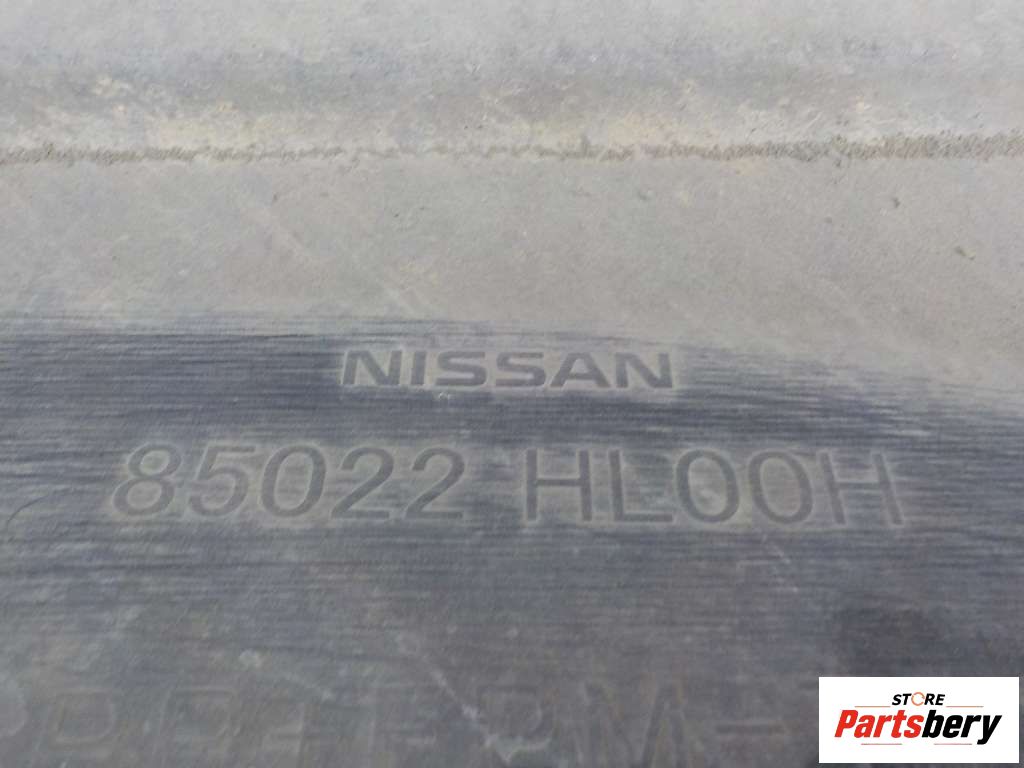 NISSAN
85022 HL00H
STORE
Partsbery